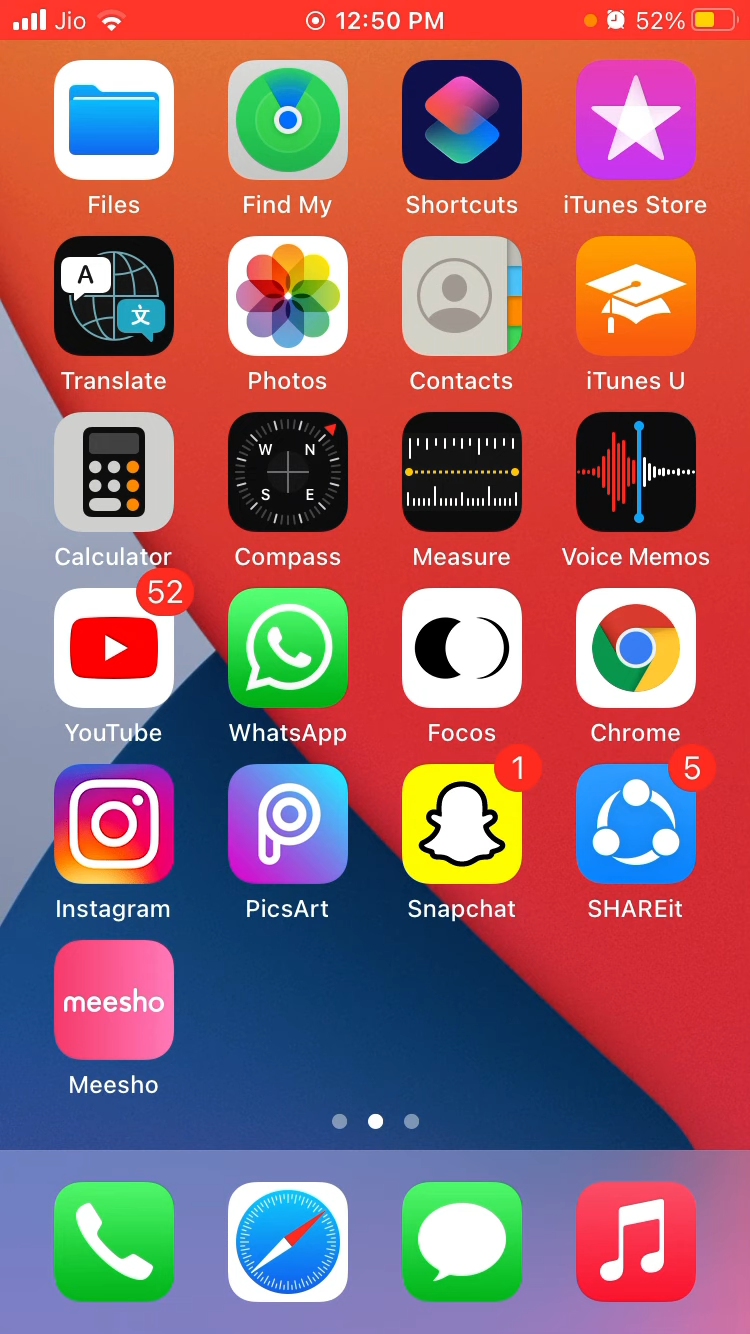 Jio 12:50 PM 52%
Files Find My Shortcuts iTunes Store
A 文
Translate Photos Contacts iTunes U
W N
S E
Calculator Compass Measure Voice Memos
52
YouTube WhatsApp Focos Chrome
1 5
Instagram PicsArt Snapchat SHAREit
meesho
Meesho